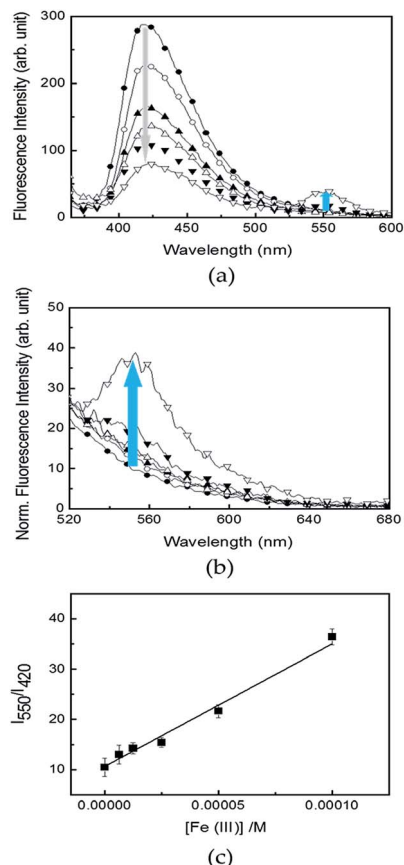 300
200
100
0
Fluorescence Intensity (arb. unit)
400 450 500 550 600
Wavelength (nm)
(a)
50
40
30
20
10
0
Norm. Fluorescence Intensity (arb. unit)
520 560 600 640 680
Wavelength (nm)
(b)
40
30
20
10
I550/I420
0.00000 0.00005 0.00010
[Fe (III)] /M
(c)